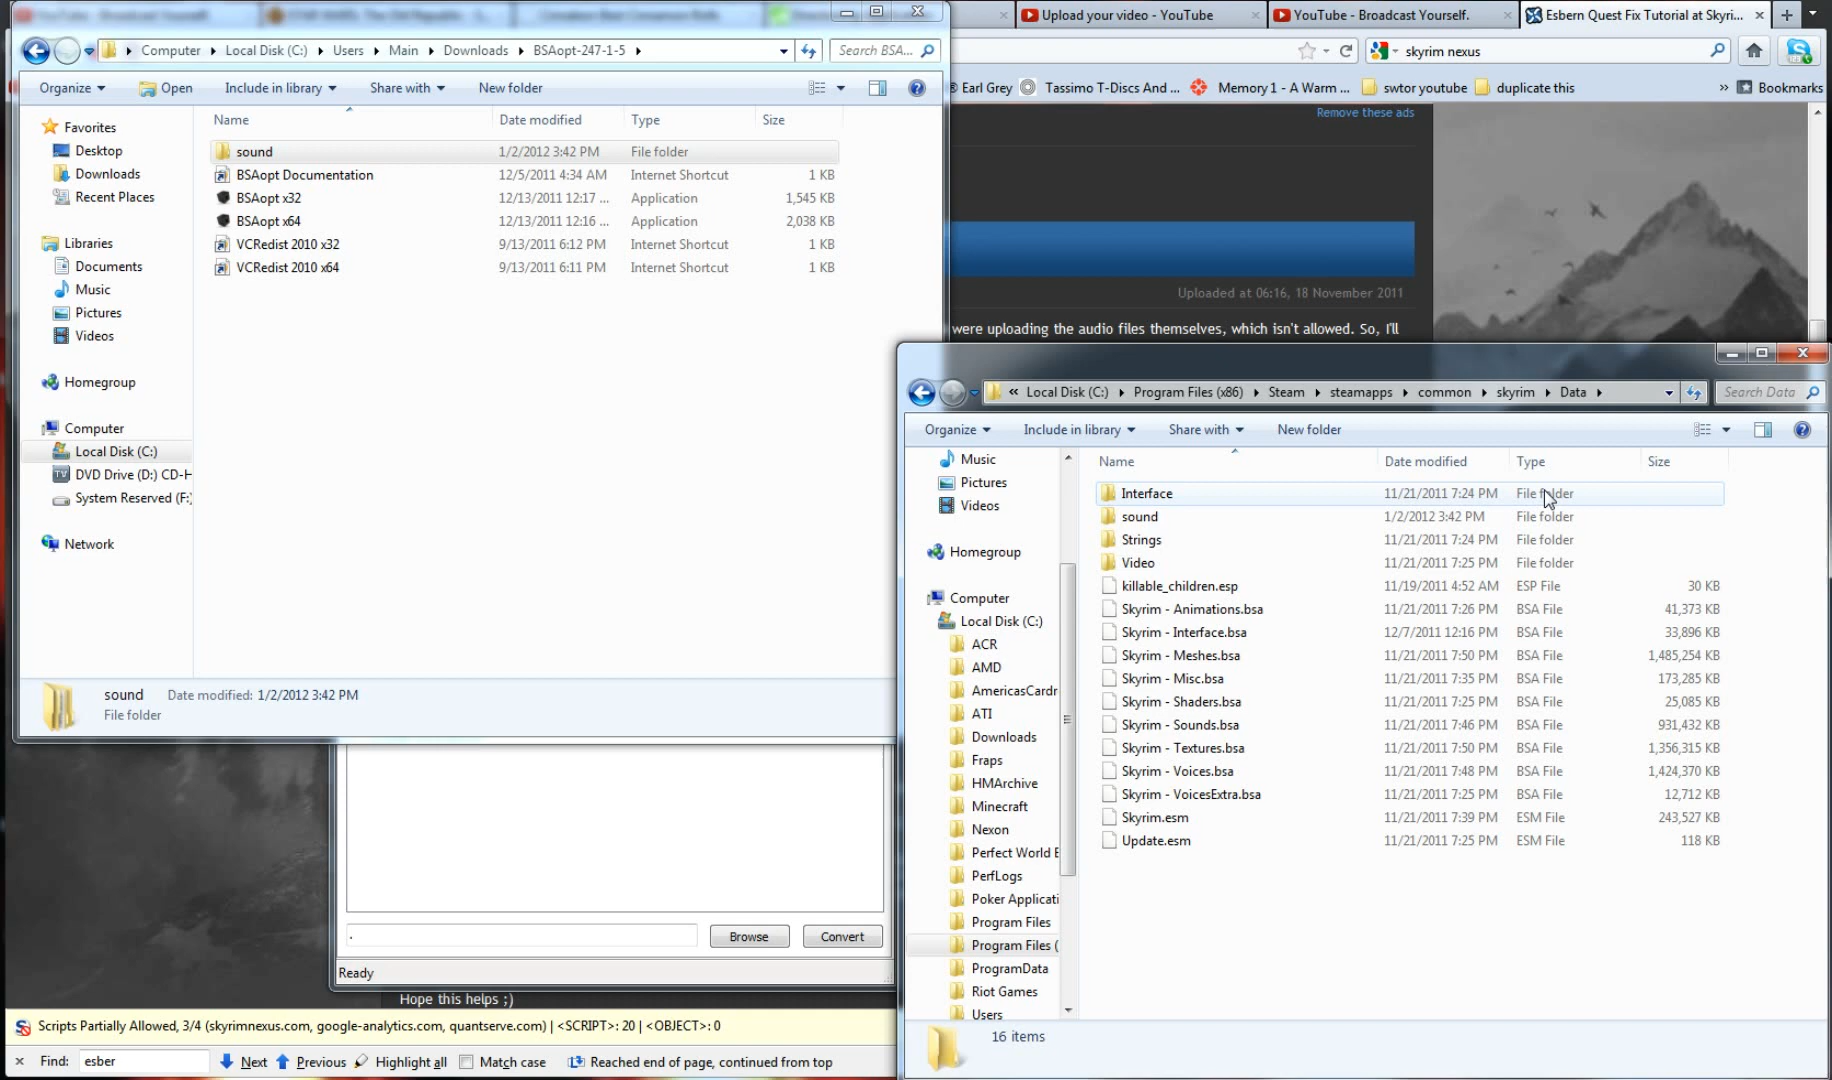 Upload your video - YouTube
YouTube - Broadcast Yourself.
Esbern Quest Fix Tutorial at Skyri...
Computer Local Disk (C:) Users Main Downloads BSAopt-247-1-5
Search BSA...
skyrim nexus
Organize Open Include in library Share with New folder
Earl Grey Tassimo T-Discs And ... Memory 1 - A Warm ... swtor youtube duplicate this » Bookmarks
Name Date modified Type Size
sound 1/2/2012 3:42 PM File folder
BSAopt Documentation 12/5/2011 4:34 AM Internet Shortcut 1 KB
BSAopt x32 12/13/2011 12:17 ... Application 1,545 KB
BSAopt x64 12/13/2011 12:16 ... Application 2,038 KB
VCRedist 2010 x32 9/13/2011 6:12 PM Internet Shortcut 1 KB
VCRedist 2010 x64 9/13/2011 6:11 PM Internet Shortcut 1 KB
Favorites
Desktop
Downloads
Recent Places
Libraries
Documents
Music
Pictures
Videos
Homegroup
Computer
Local Disk (C:)
DVD Drive (D:) CD-H
System Reserved (F:)
Network
sound Date modified: 1/2/2012 3:42 PM
File folder
Remove these ads
Uploaded at 06:16, 18 November 2011
were uploading the audio files themselves, which isn't allowed. So, I'll
« Local Disk (C:) Program Files (x86) Steam steamapps common skyrim Data
Search Data
Organize Include in library Share with New folder
Music
Pictures
Videos
Homegroup
Computer
Local Disk (C:)
ACR
AMD
AmericasCardr
ATI
Downloads
Fraps
HMArchive
Minecraft
Nexon
Perfect World E
PerfLogs
Poker Applicati
Program Files
Program Files (
ProgramData
Riot Games
Users
Name Date modified Type Size
Interface 11/21/2011 7:24 PM File folder
sound 1/2/2012 3:42 PM File folder
Strings 11/21/2011 7:24 PM File folder
Video 11/21/2011 7:25 PM File folder
killable_children.esp 11/19/2011 4:52 AM ESP File 30 KB
Skyrim - Animations.bsa 11/21/2011 7:26 PM BSA File 41,373 KB
Skyrim - Interface.bsa 12/7/2011 12:16 PM BSA File 33,896 KB
Skyrim - Meshes.bsa 11/21/2011 7:50 PM BSA File 1,485,254 KB
Skyrim - Misc.bsa 11/21/2011 7:35 PM BSA File 173,285 KB
Skyrim - Shaders.bsa 11/21/2011 7:25 PM BSA File 25,085 KB
Skyrim - Sounds.bsa 11/21/2011 7:46 PM BSA File 931,432 KB
Skyrim - Textures.bsa 11/21/2011 7:50 PM BSA File 1,356,315 KB
Skyrim - Voices.bsa 11/21/2011 7:48 PM BSA File 1,424,370 KB
Skyrim - VoicesExtra.bsa 11/21/2011 7:25 PM BSA File 12,712 KB
Skyrim.esm 11/21/2011 7:39 PM ESM File 243,527 KB
Update.esm 11/21/2011 7:25 PM ESM File 118 KB
16 items
. Browse Convert
Ready
Hope this helps ;)
Scripts Partially Allowed, 3/4 (skyrimnexus.com, google-analytics.com, quantserve.com) | <SCRIPT>: 20 | <OBJECT>: 0
Find: esber Next Previous Highlight all Match case Reached end of page, continued from top